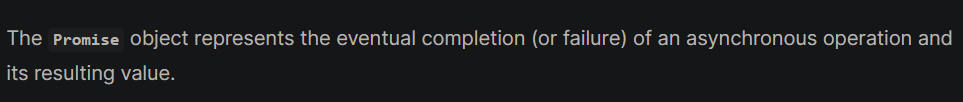 The Promise object represents the eventual completion (or failure) of an asynchronous operation and
its resulting value.